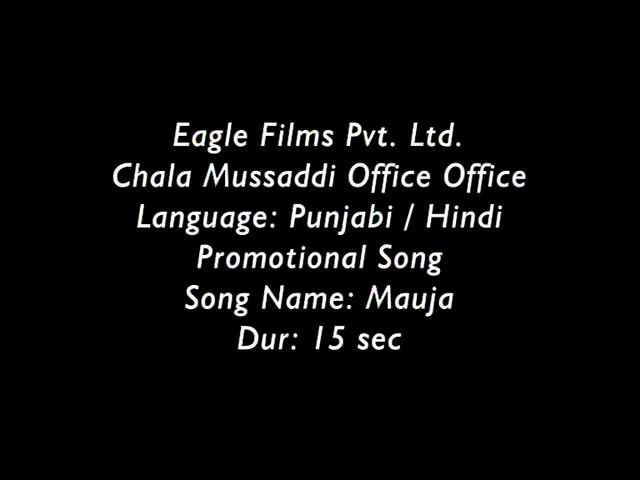 Eagle Films Pvt. Ltd.
Chala Mussaddi Office Office
Language: Punjabi / Hindi
Promotional Song
Song Name: Mauja
Dur: 15 sec